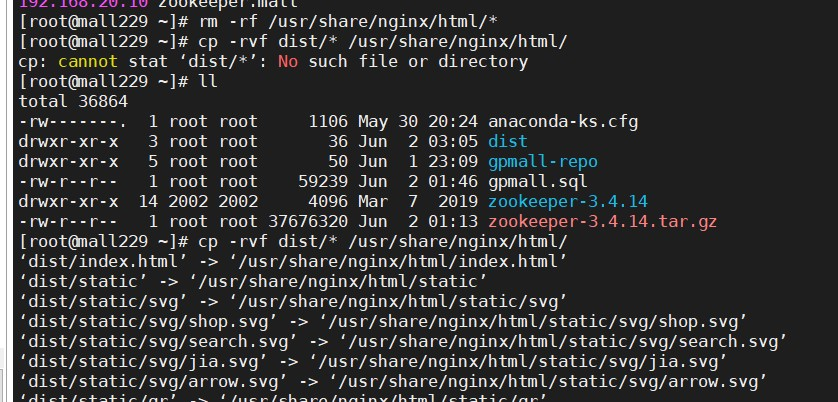 192.168.20.10 zookeeper.mall
[root@mall229 ~]# rm -rf /usr/share/nginx/html/*
[root@mall229 ~]# cp -rvf dist/* /usr/share/nginx/html/
cp: cannot stat ‘dist/*’: No such file or directory
[root@mall229 ~]# ll
total 36864
-rw-------.  1 root root     1106 May 30 20:24 anaconda-ks.cfg
drwxr-xr-x   3 root root       36 Jun  2 03:05 dist
drwxr-xr-x   5 root root       50 Jun  1 23:09 gpmall-repo
-rw-r--r--   1 root root    59239 Jun  2 01:46 gpmall.sql
drwxr-xr-x  14 2002 2002     4096 Mar  7  2019 zookeeper-3.4.14
-rw-r--r--   1 root root 37676320 Jun  2 01:13 zookeeper-3.4.14.tar.gz
[root@mall229 ~]# cp -rvf dist/* /usr/share/nginx/html/
‘dist/index.html’ -> ‘/usr/share/nginx/html/index.html’
‘dist/static’ -> ‘/usr/share/nginx/html/static’
‘dist/static/svg’ -> ‘/usr/share/nginx/html/static/svg’
‘dist/static/svg/shop.svg’ -> ‘/usr/share/nginx/html/static/svg/shop.svg’
‘dist/static/svg/search.svg’ -> ‘/usr/share/nginx/html/static/svg/search.svg’
‘dist/static/svg/jia.svg’ -> ‘/usr/share/nginx/html/static/svg/jia.svg’
‘dist/static/svg/arrow.svg’ -> ‘/usr/share/nginx/html/static/svg/arrow.svg’
‘dist/static/qr’ -> ‘/usr/share/nginx/html/static/qr’